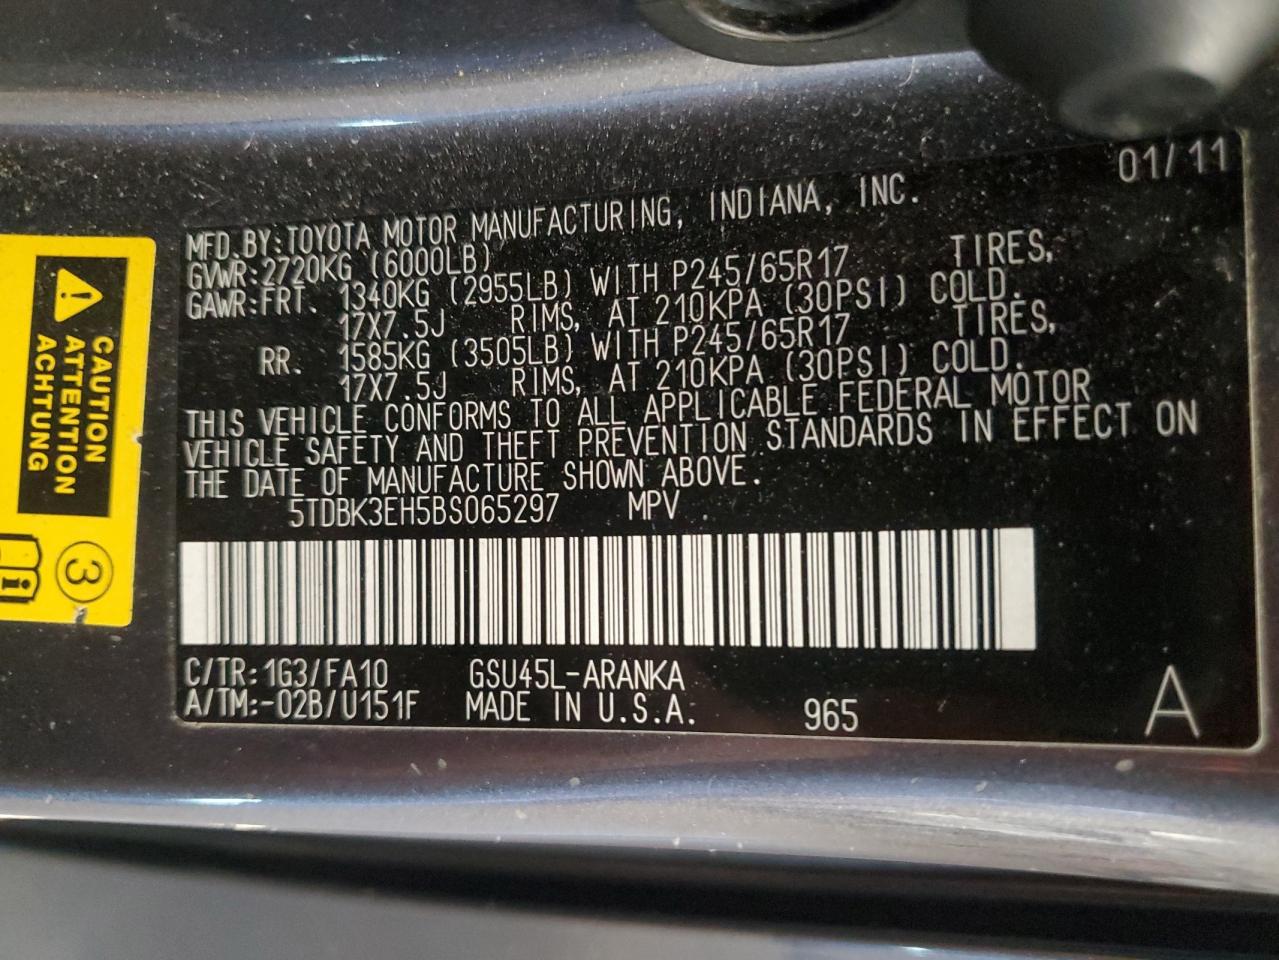 01/11
MFD.BY:TOYOTA MOTOR MANUFACTURING, INDIANA, INC.
GVWR:2720KG (6000LB)
GAWR:FRT. 1340KG (2955LB) WITH P245/65R17 TIRES,
17X7.5J RIMS, AT 210KPA (30PSI) COLD.
RR. 1585KG (3505LB) WITH P245/65R17 TIRES,
17X7.5J RIMS, AT 210KPA (30PSI) COLD.
THIS VEHICLE CONFORMS TO ALL APPLICABLE FEDERAL MOTOR
VEHICLE SAFETY AND THEFT PREVENTION STANDARDS IN EFFECT ON
THE DATE OF MANUFACTURE SHOWN ABOVE.
5TDBK3EH5BS065297 MPV
C/TR:1G3/FA10 GSU45L-ARANKA
A/TM:-02B/U151F MADE IN U.S.A. 965 A
CAUTION
ATTENTION
ACHTUNG
3
i